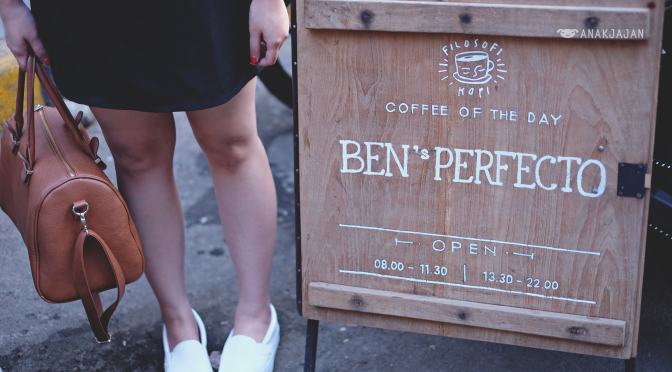 ANAKJAJAN
FILOSOFI
KOPI
COFFEE OF THE DAY
BEN's PERFECTO
OPEN
08.00 - 11.30 | 13.30 - 22.00